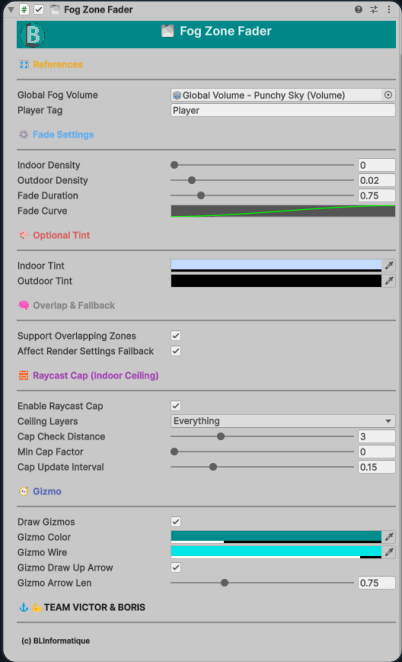 Fog Zone Fader
B Fog Zone Fader
References
Global Fog Volume Global Volume - Punchy Sky (Volume)
Player Tag Player
Fade Settings
Indoor Density 0
Outdoor Density 0.02
Fade Duration 0.75
Fade Curve
Optional Tint
Indoor Tint
Outdoor Tint
Overlap & Fallback
Support Overlapping Zones
Affect Render Settings Fallback
Raycast Cap (Indoor Ceiling)
Enable Raycast Cap
Ceiling Layers Everything
Cap Check Distance 3
Min Cap Factor 0
Cap Update Interval 0.15
Gizmo
Draw Gizmos
Gizmo Color
Gizmo Wire
Gizmo Draw Up Arrow
Gizmo Arrow Len 0.75
TEAM VICTOR & BORIS
(c) BLInformatique